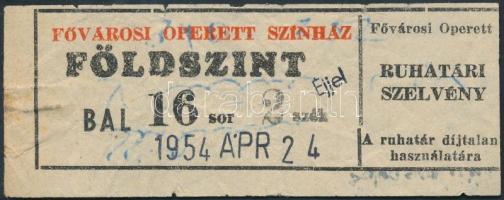 FŐVÁROSI OPERETT SZINHÁZ
FÖLDSZINT
Éjjel
BAL 16 sor 2 szék
1954 ÁPR 24
Fővárosi Operett
RUHATÁRI
SZELVÉNY
A ruhatár díjtalan
használatára